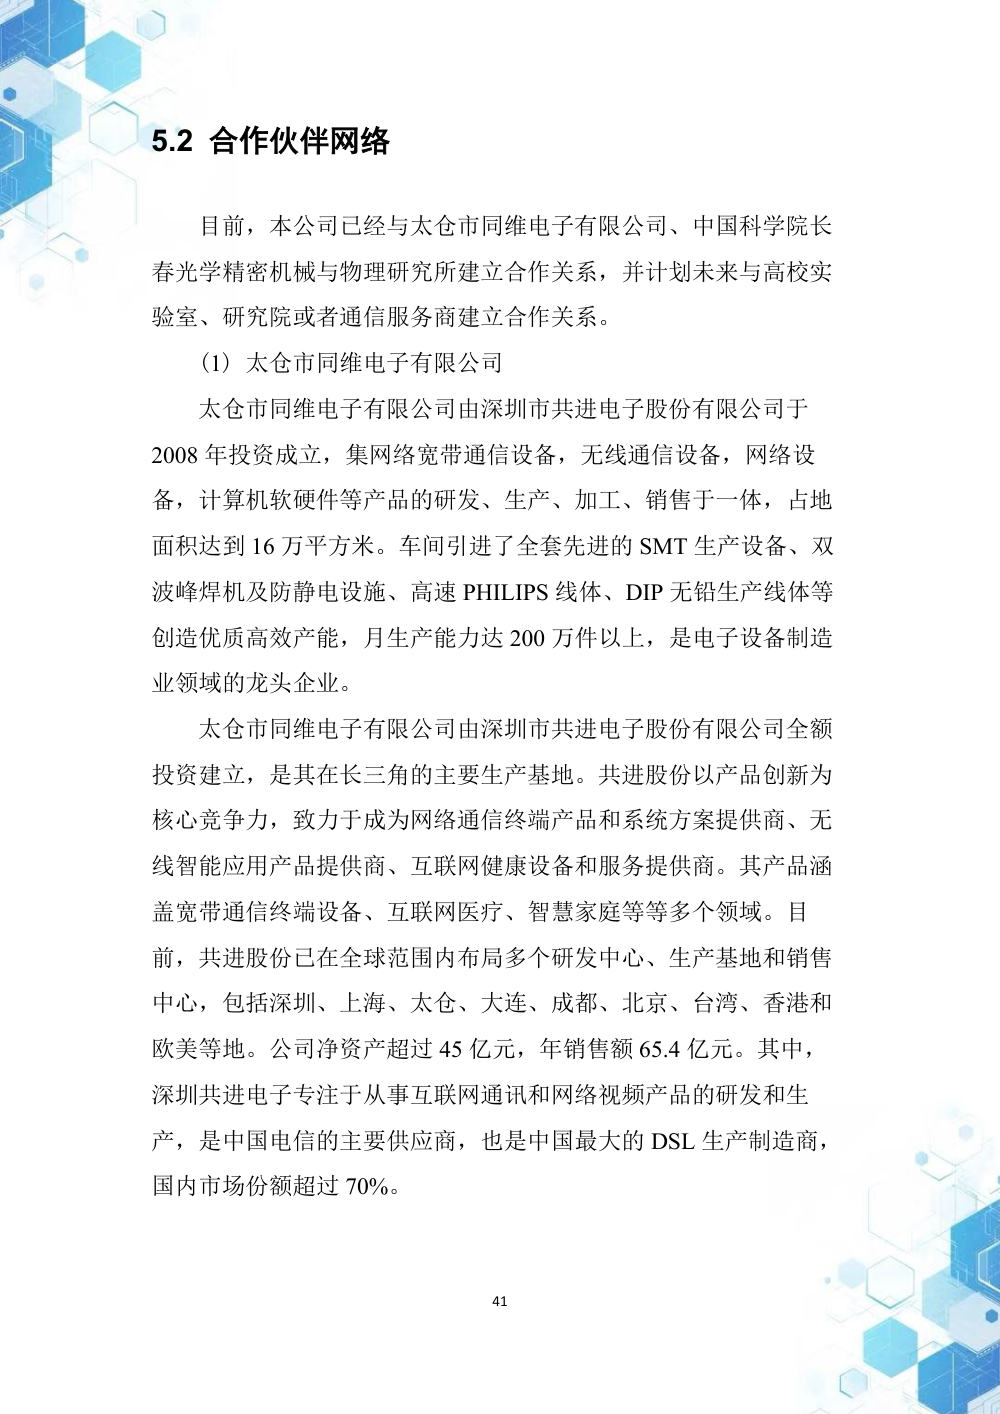 5.2 合作伙伴网络
目前，本公司已经与太仓市同维电子有限公司、中国科学院长
春光学精密机械与物理研究所建立合作关系，并计划未来与高校实
验室、研究院或者通信服务商建立合作关系。
（1） 太仓市同维电子有限公司
太仓市同维电子有限公司由深圳市共进电子股份有限公司于
2008 年投资成立，集网络宽带通信设备，无线通信设备，网络设
备，计算机软硬件等产品的研发、生产、加工、销售于一体，占地
面积达到 16 万平方米。车间引进了全套先进的 SMT 生产设备、双
波峰焊机及防静电设施、高速 PHILIPS 线体、DIP 无铅生产线体等
创造优质高效产能，月生产能力达 200 万件以上，是电子设备制造
业领域的龙头企业。
太仓市同维电子有限公司由深圳市共进电子股份有限公司全额
投资建立，是其在长三角的主要生产基地。共进股份以产品创新为
核心竞争力，致力于成为网络通信终端产品和系统方案提供商、无
线智能应用产品提供商、互联网健康设备和服务提供商。其产品涵
盖宽带通信终端设备、互联网医疗、智慧家庭等等多个领域。目
前，共进股份已在全球范围内布局多个研发中心、生产基地和销售
中心，包括深圳、上海、太仓、大连、成都、北京、台湾、香港和
欧美等地。公司净资产超过 45 亿元，年销售额 65.4 亿元。其中，
深圳共进电子专注于从事互联网通讯和网络视频产品的研发和生
产，是中国电信的主要供应商，也是中国最大的 DSL 生产制造商，
国内市场份额超过 70%。
41